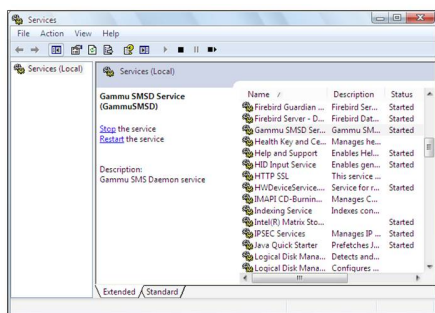 Services
File Action View Help
Services (Local)
Services (Local)
Gammu SMSD Service
(GammuSMSD)
Stop the service
Restart the service
Description:
Gammu SMS Daemon service
Name Description Status
Firebird Guardian ... Firebird Ser... Started
Firebird Server - D... Firebird Dat... Started
Gammu SMSD Ser... Gammu SM... Started
Health Key and Ce... Manages he...
Help and Support Enables Hel... Started
HID Input Service Enables gen... Started
HTTP SSL This service ...
HWDeviceService.... Service for r... Started
IMAPI CD-Burnin... Manages C...
Indexing Service Indexes con...
Intel(R) Matrix Sto... Started
IPSEC Services Manages IP ... Started
Java Quick Starter Prefetches J... Started
Logical Disk Mana... Detects and...
Logical Disk Mana... Configures ...
Extended Standard